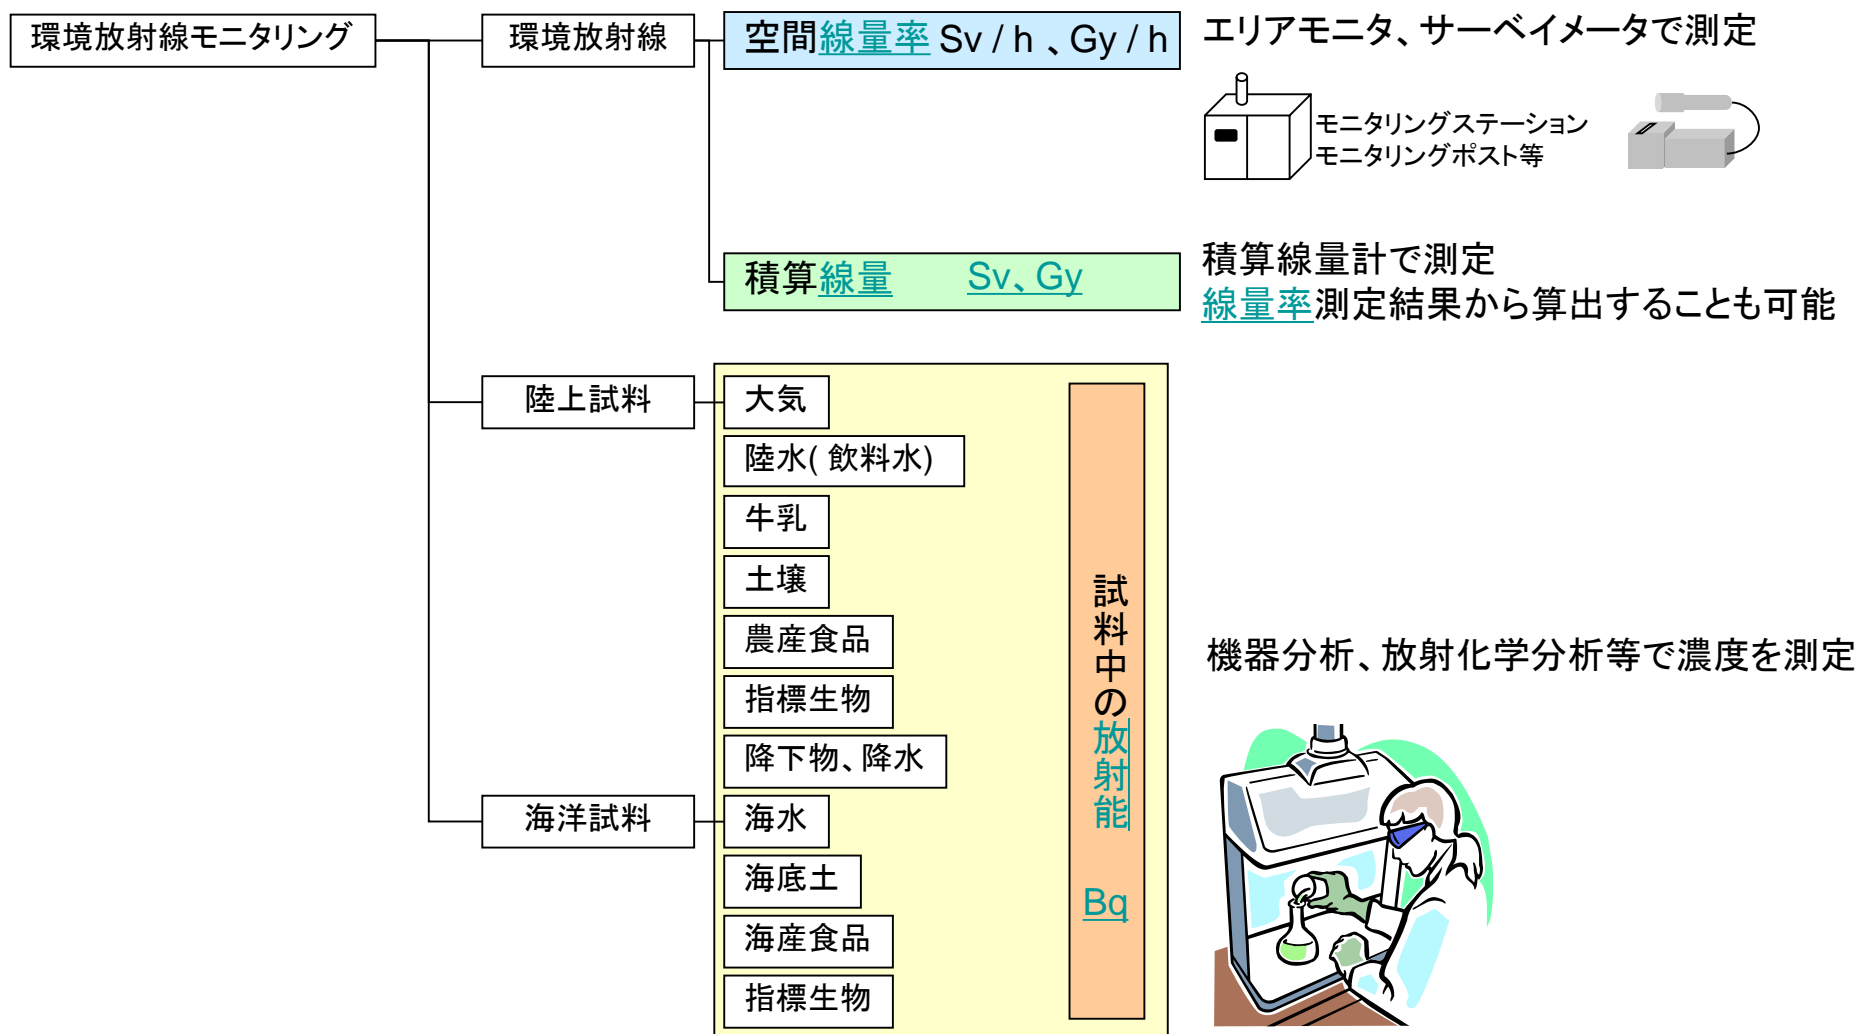 環境放射線モニタリング
環境放射線
空間線量率 Sv / h 、Gy / h
エリアモニタ、サーベイメータで測定
モニタリングステーション
モニタリングポスト等
積算線量 Sv、Gy
積算線量計で測定
線量率測定結果から算出することも可能
陸上試料
大気
陸水( 飲料水)
牛乳
土壌
農産食品
指標生物
降下物、降水
海洋試料
海水
海底土
海産食品
指標生物
試料中の放射能 Bq
機器分析、放射化学分析等で濃度を測定